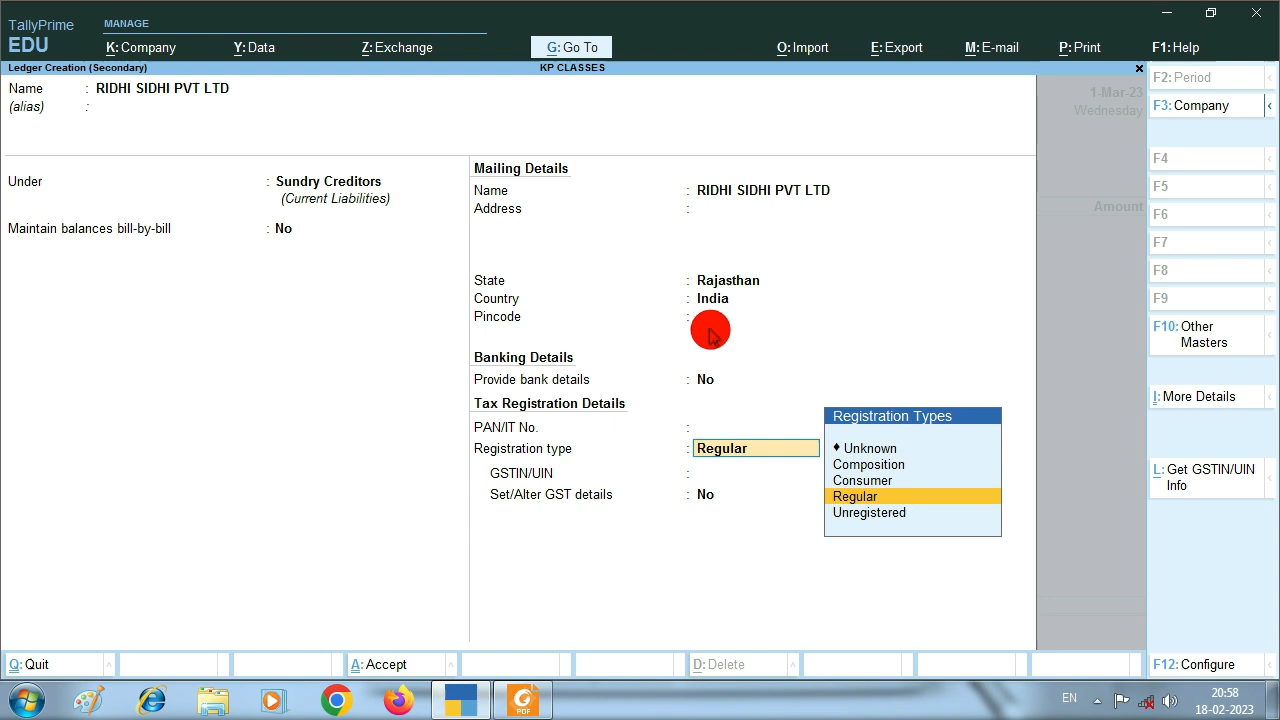 TallyPrime
EDU
MANAGE
K: Company
Y: Data
Z: Exchange
G: Go To
O: Import
E: Export
M: E-mail
P: Print
F1: Help
Ledger Creation (Secondary)
KP CLASSES
Name : RIDHI SIDHI PVT LTD
(alias) :
1-Mar-23
Wednesday
Amount
Under : Sundry Creditors
(Current Liabilities)
Maintain balances bill-by-bill : No
Mailing Details
Name : RIDHI SIDHI PVT LTD
Address :
State : Rajasthan
Country : India
Pincode :
Banking Details
Provide bank details : No
Tax Registration Details
PAN/IT No. :
Registration type : Regular
GSTIN/UIN :
Set/Alter GST details : No
Registration Types
♦ Unknown
Composition
Consumer
Regular
Unregistered
F2: Period
F3: Company
F4
F5
F6
F7
F8
F9
F10: Other
Masters
I: More Details
L: Get GSTIN/UIN
Info
F12: Configure
Q: Quit
A: Accept
D: Delete
PDF
EN
20:58
18-02-2023